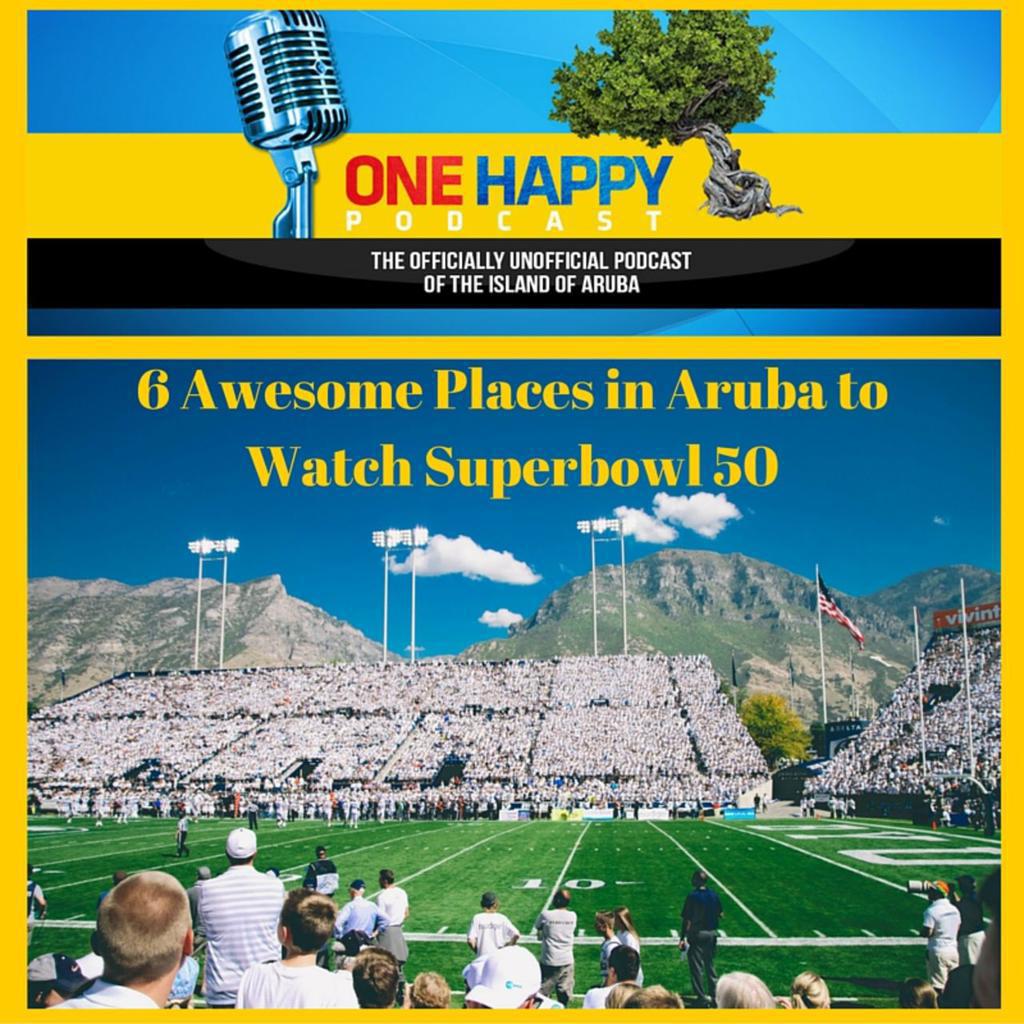 ONE HAPPY
PODCAST
THE OFFICIALLY UNOFFICIAL PODCAST
OF THE ISLAND OF ARUBA
6 Awesome Places in Aruba to
Watch Superbowl 50
vivint
10